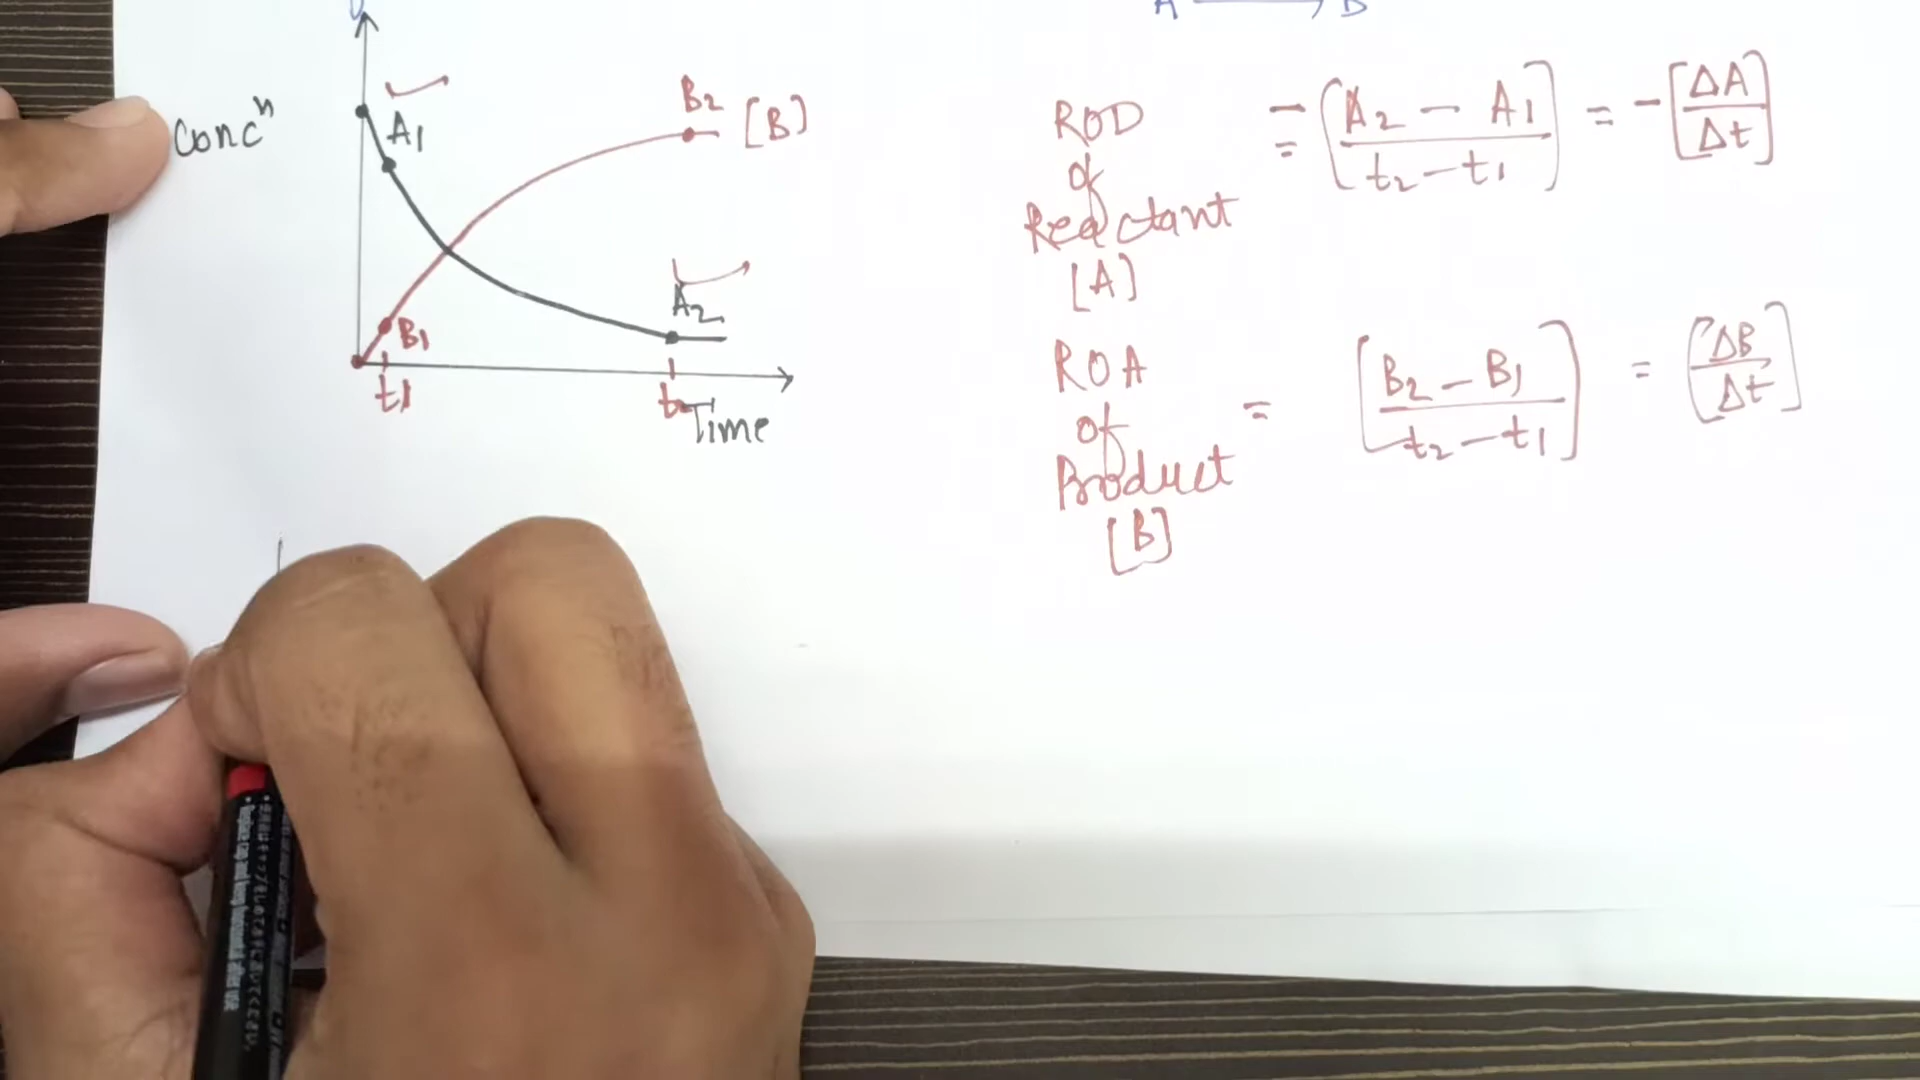 A → B
Concⁿ
A1
B2
[B]
B1
A2
t1
t2
Time
ROD
of
Reactant
[A]
= - [A2 - A1 / t2 - t1] = - [ΔA / Δt]
ROA
of
Product
[B]
= [B2 - B1 / t2 - t1] = [ΔB / Δt]